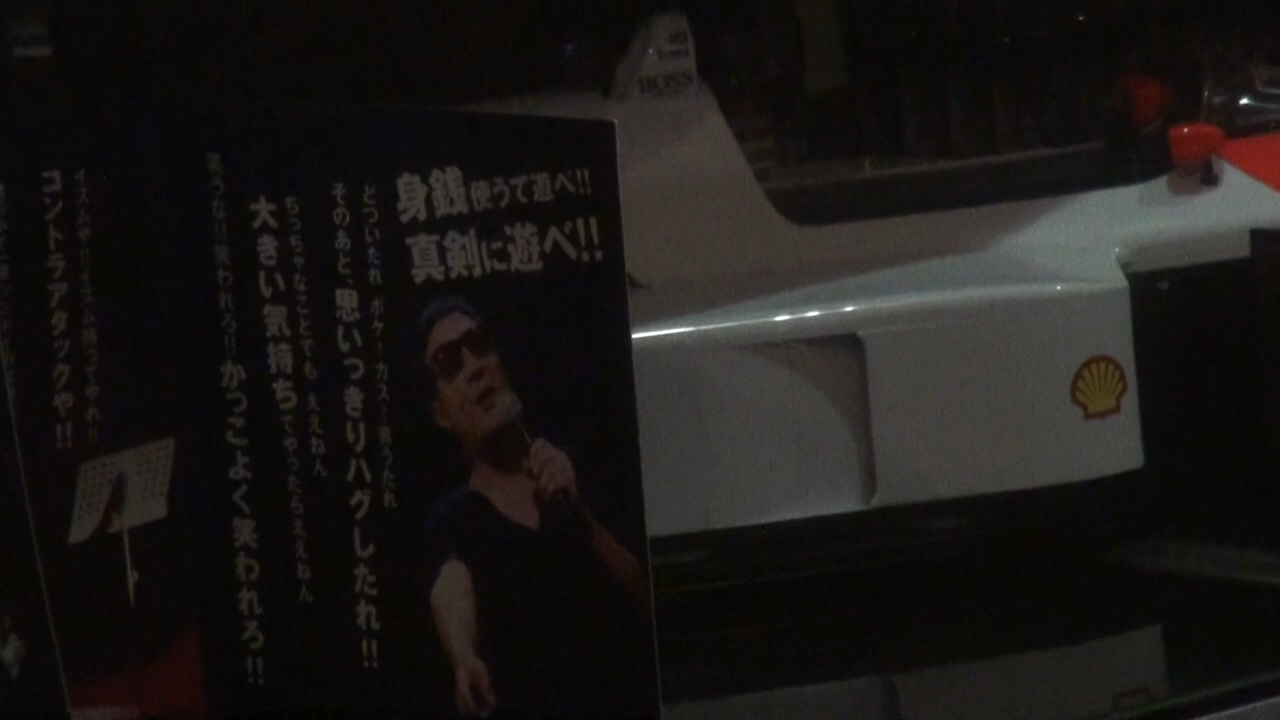 身銭使うて遊べ!!
真剣に遊べ!!
どついたれ ボケ!カス!言うたれ
そのあと、思いっきりハグしたれ!!
ちっちゃなことでも ええねん
大きい気持ちでやったらええねん
笑うな!!笑われろ!!かっこよく笑われろ!!
コントラアタックや!!
BOSS